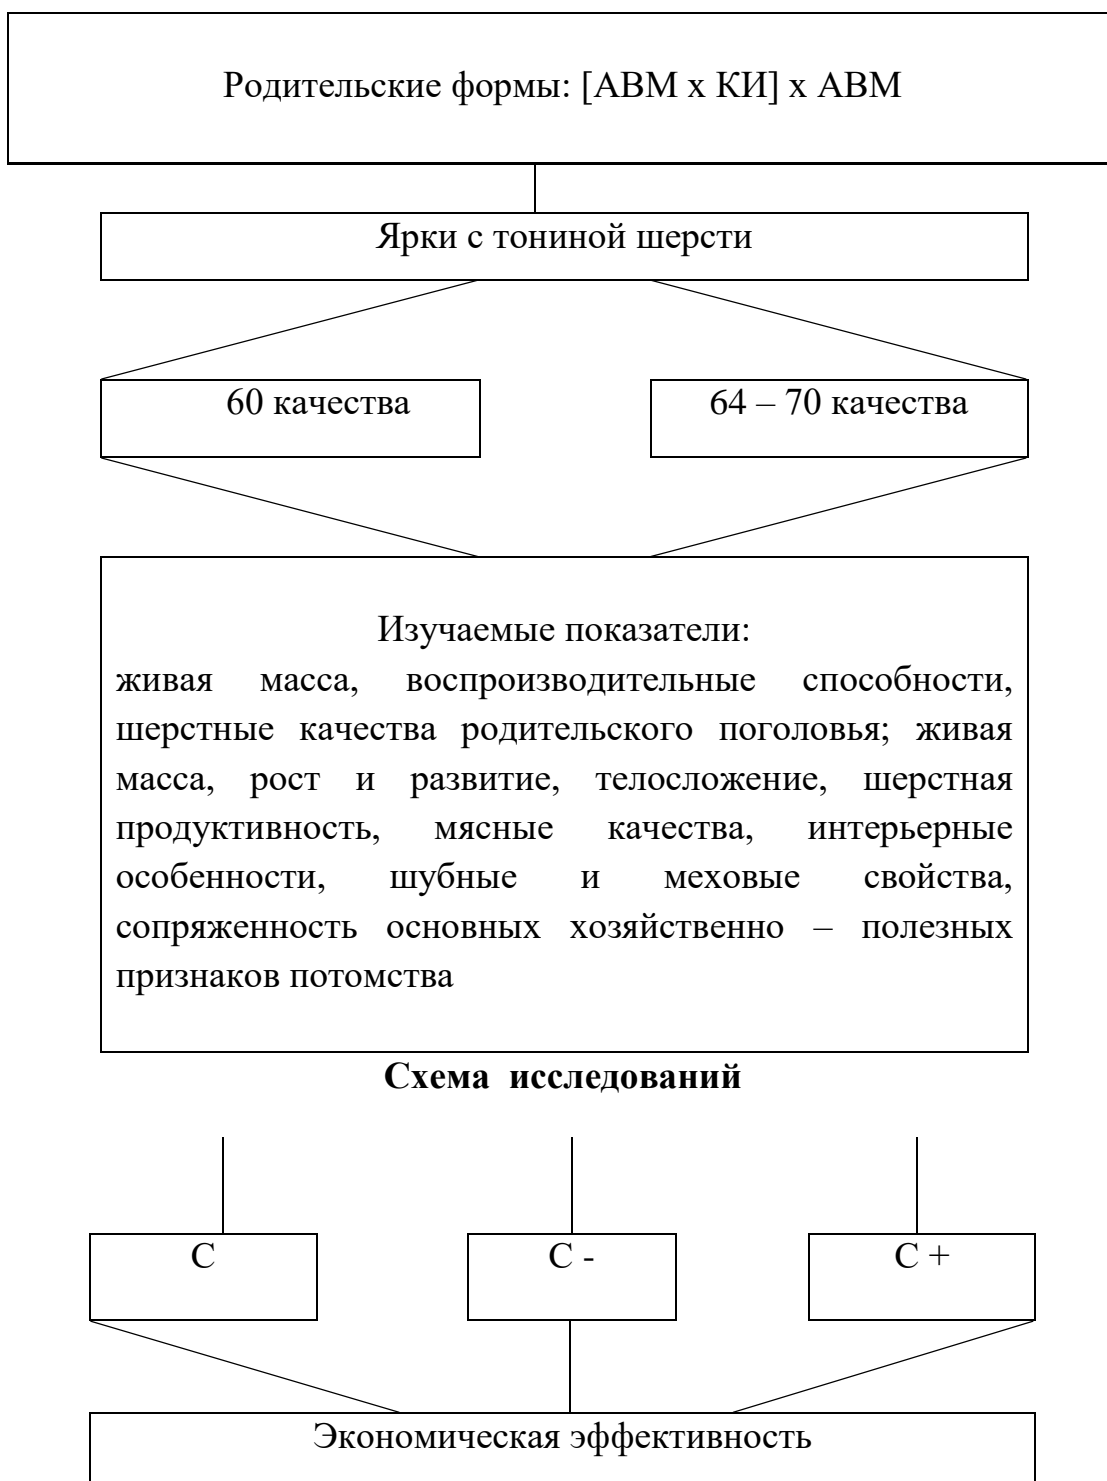 Родительские формы: [АВМ х КИ] х АВМ
Ярки с тониной шерсти
60 качества
64 – 70 качества
Изучаемые показатели:
живая масса, воспроизводительные способности,
шерстные качества родительского поголовья; живая
масса, рост и развитие, телосложение, шерстная
продуктивность, мясные качества, интерьерные
особенности, шубные и меховые свойства,
сопряженность основных хозяйственно – полезных
признаков потомства
Схема исследований
С
С -
С +
Экономическая эффективность